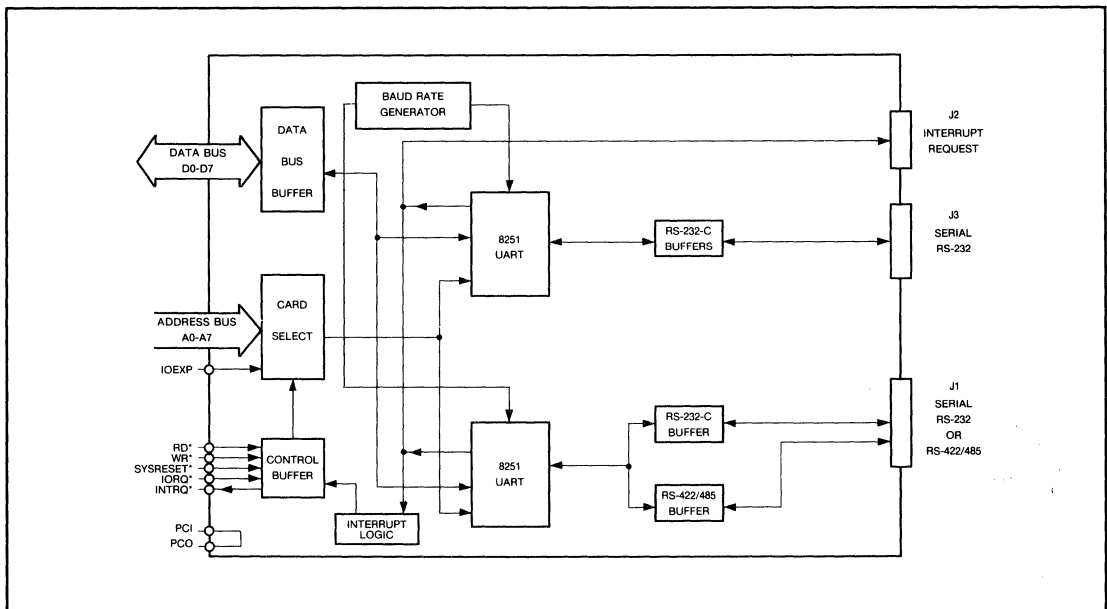 BAUD RATE
GENERATOR
DATA
BUS
BUFFER
DATA BUS
D0-D7
J2
INTERRUPT
REQUEST
8251
UART
RS-232-C
BUFFERS
J3
SERIAL
RS-232
CARD
SELECT
ADDRESS BUS
A0-A7
IOEXP
RD*
WR*
SYSRESET*
IORQ*
INTRQ*
CONTROL
BUFFER
PCI
PCO
INTERRUPT
LOGIC
8251
UART
RS-232-C
BUFFER
RS-422/485
BUFFER
J1
SERIAL
RS-232
OR
RS-422/485